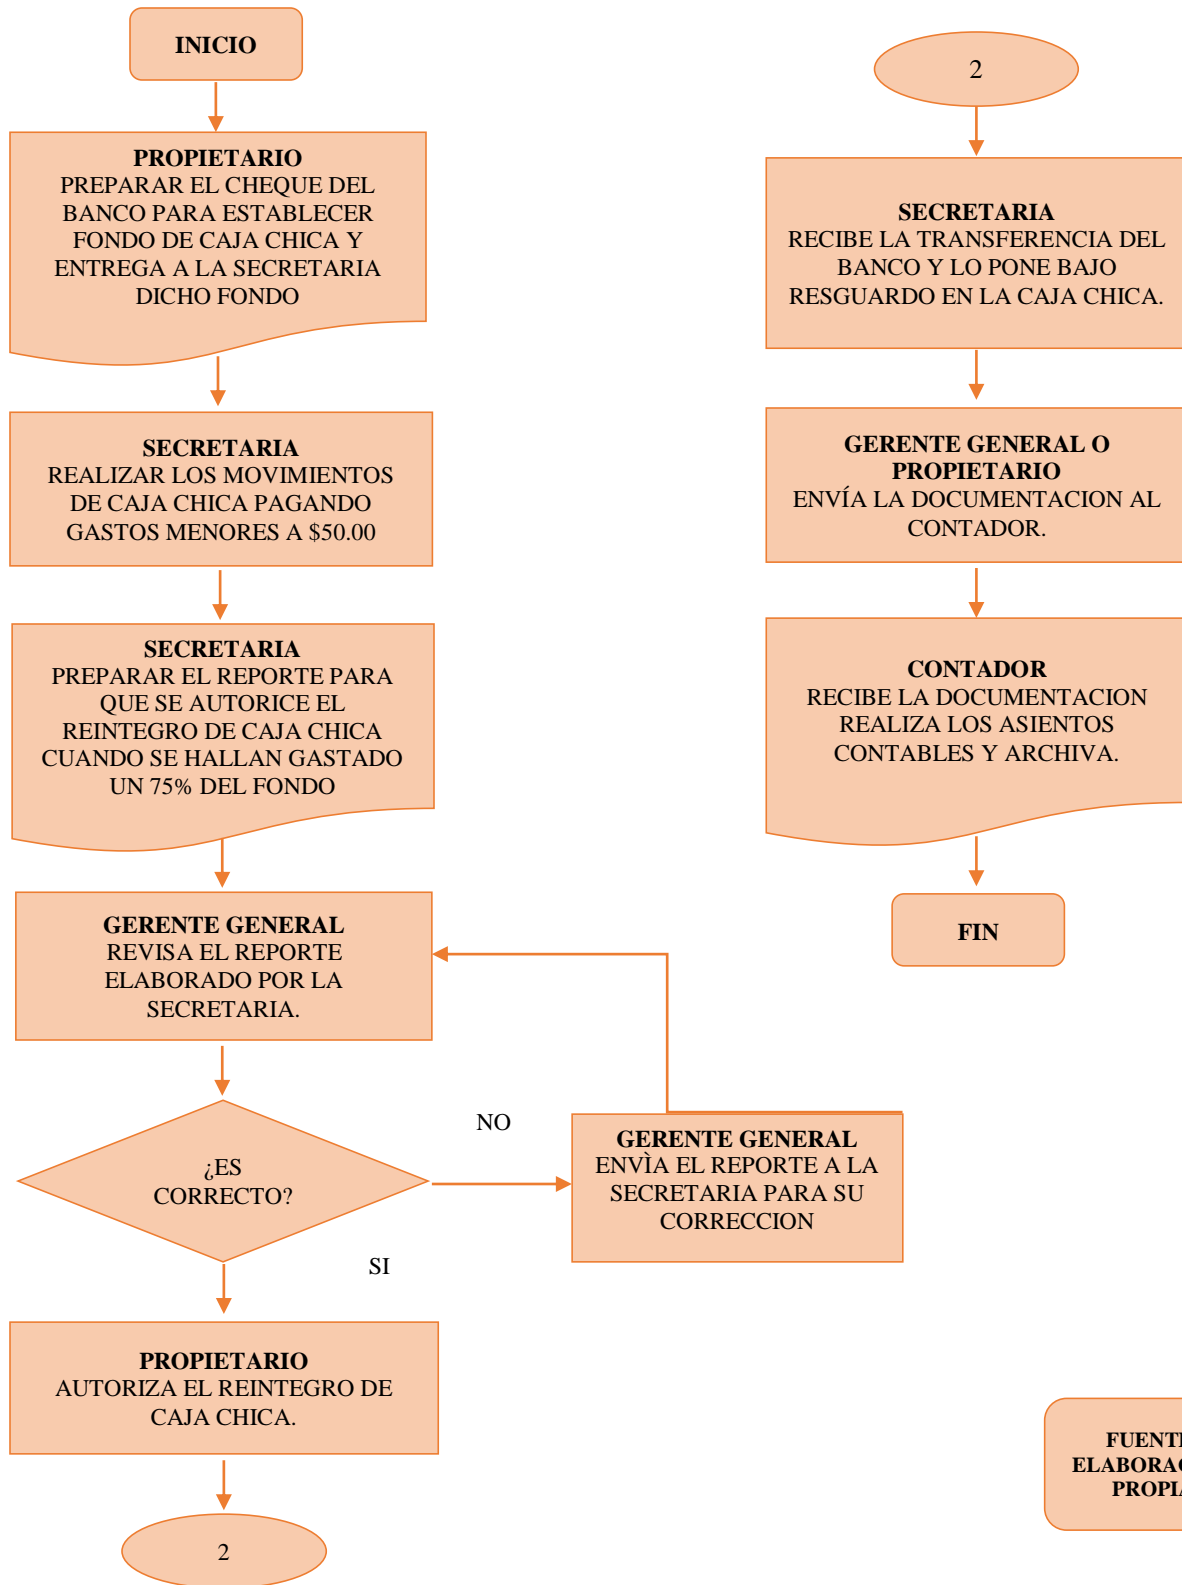 INICIO
PROPIETARIO
PREPARAR EL CHEQUE DEL
BANCO PARA ESTABLECER
FONDO DE CAJA CHICA Y
ENTREGA A LA SECRETARIA
DICHO FONDO
SECRETARIA
REALIZAR LOS MOVIMIENTOS
DE CAJA CHICA PAGANDO
GASTOS MENORES A $50.00
SECRETARIA
PREPARAR EL REPORTE PARA
QUE SE AUTORICE EL
REINTEGRO DE CAJA CHICA
CUANDO SE HALLAN GASTADO
UN 75% DEL FONDO
GERENTE GENERAL
REVISA EL REPORTE
ELABORADO POR LA
SECRETARIA.
¿ES
CORRECTO?
NO
GERENTE GENERAL
ENVÌA EL REPORTE A LA
SECRETARIA PARA SU
CORRECCION
SI
PROPIETARIO
AUTORIZA EL REINTEGRO DE
CAJA CHICA.
2
2
SECRETARIA
RECIBE LA TRANSFERENCIA DEL
BANCO Y LO PONE BAJO
RESGUARDO EN LA CAJA CHICA.
GERENTE GENERAL O
PROPIETARIO
ENVÍA LA DOCUMENTACION AL
CONTADOR.
CONTADOR
RECIBE LA DOCUMENTACION
REALIZA LOS ASIENTOS
CONTABLES Y ARCHIVA.
FIN
PROPIA